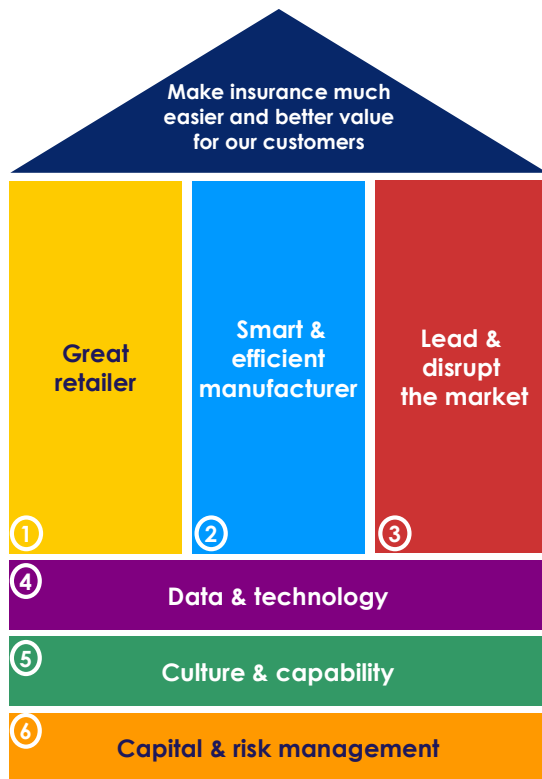 Make insurance much
easier and better value
for our customers
Great
retailer
1
Smart &
efficient
manufacturer
2
Lead &
disrupt
the market
3
4
Data & technology
5
Culture & capability
6
Capital & risk management